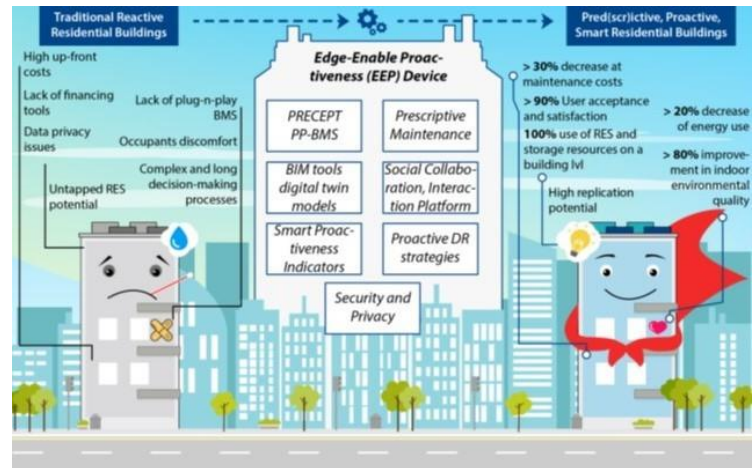 Traditional Reactive
Residential Buildings
Pred(scr)ictive, Proactive,
Smart Residential Buildings
High up-front
costs
Lack of financing
tools
Data privacy
issues
Untapped RES
potential
Lack of plug-n-play
BMS
Occupants discomfort
Complex and long
decision-making
processes
Edge-Enable Proac-
tiveness (EEP) Device
PRECEPT
PP-BMS
Prescriptive
Maintenance
BIM tools
digital twin
models
Social Collabo-
ration, Interac-
tion Platform
Smart Proac-
tiveness
Indicators
Proactive DR
strategies
Security and
Privacy
> 30% decrease at
maintenance costs
> 90% User acceptance
and satisfaction
100% use of RES and
storage resources on a
building lvl
High replication
potential
> 20% decrease
of energy use
> 80% improve-
ment in indoor
environmental
quality